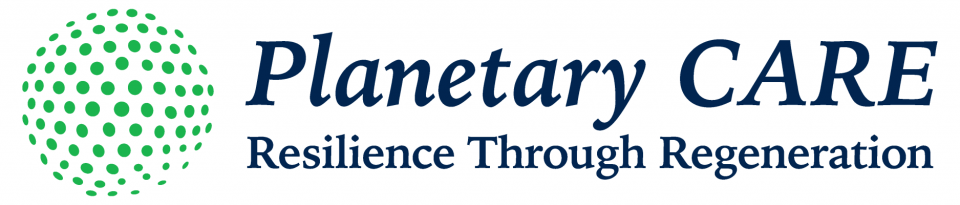 Planetary CARE
Resilience Through Regeneration